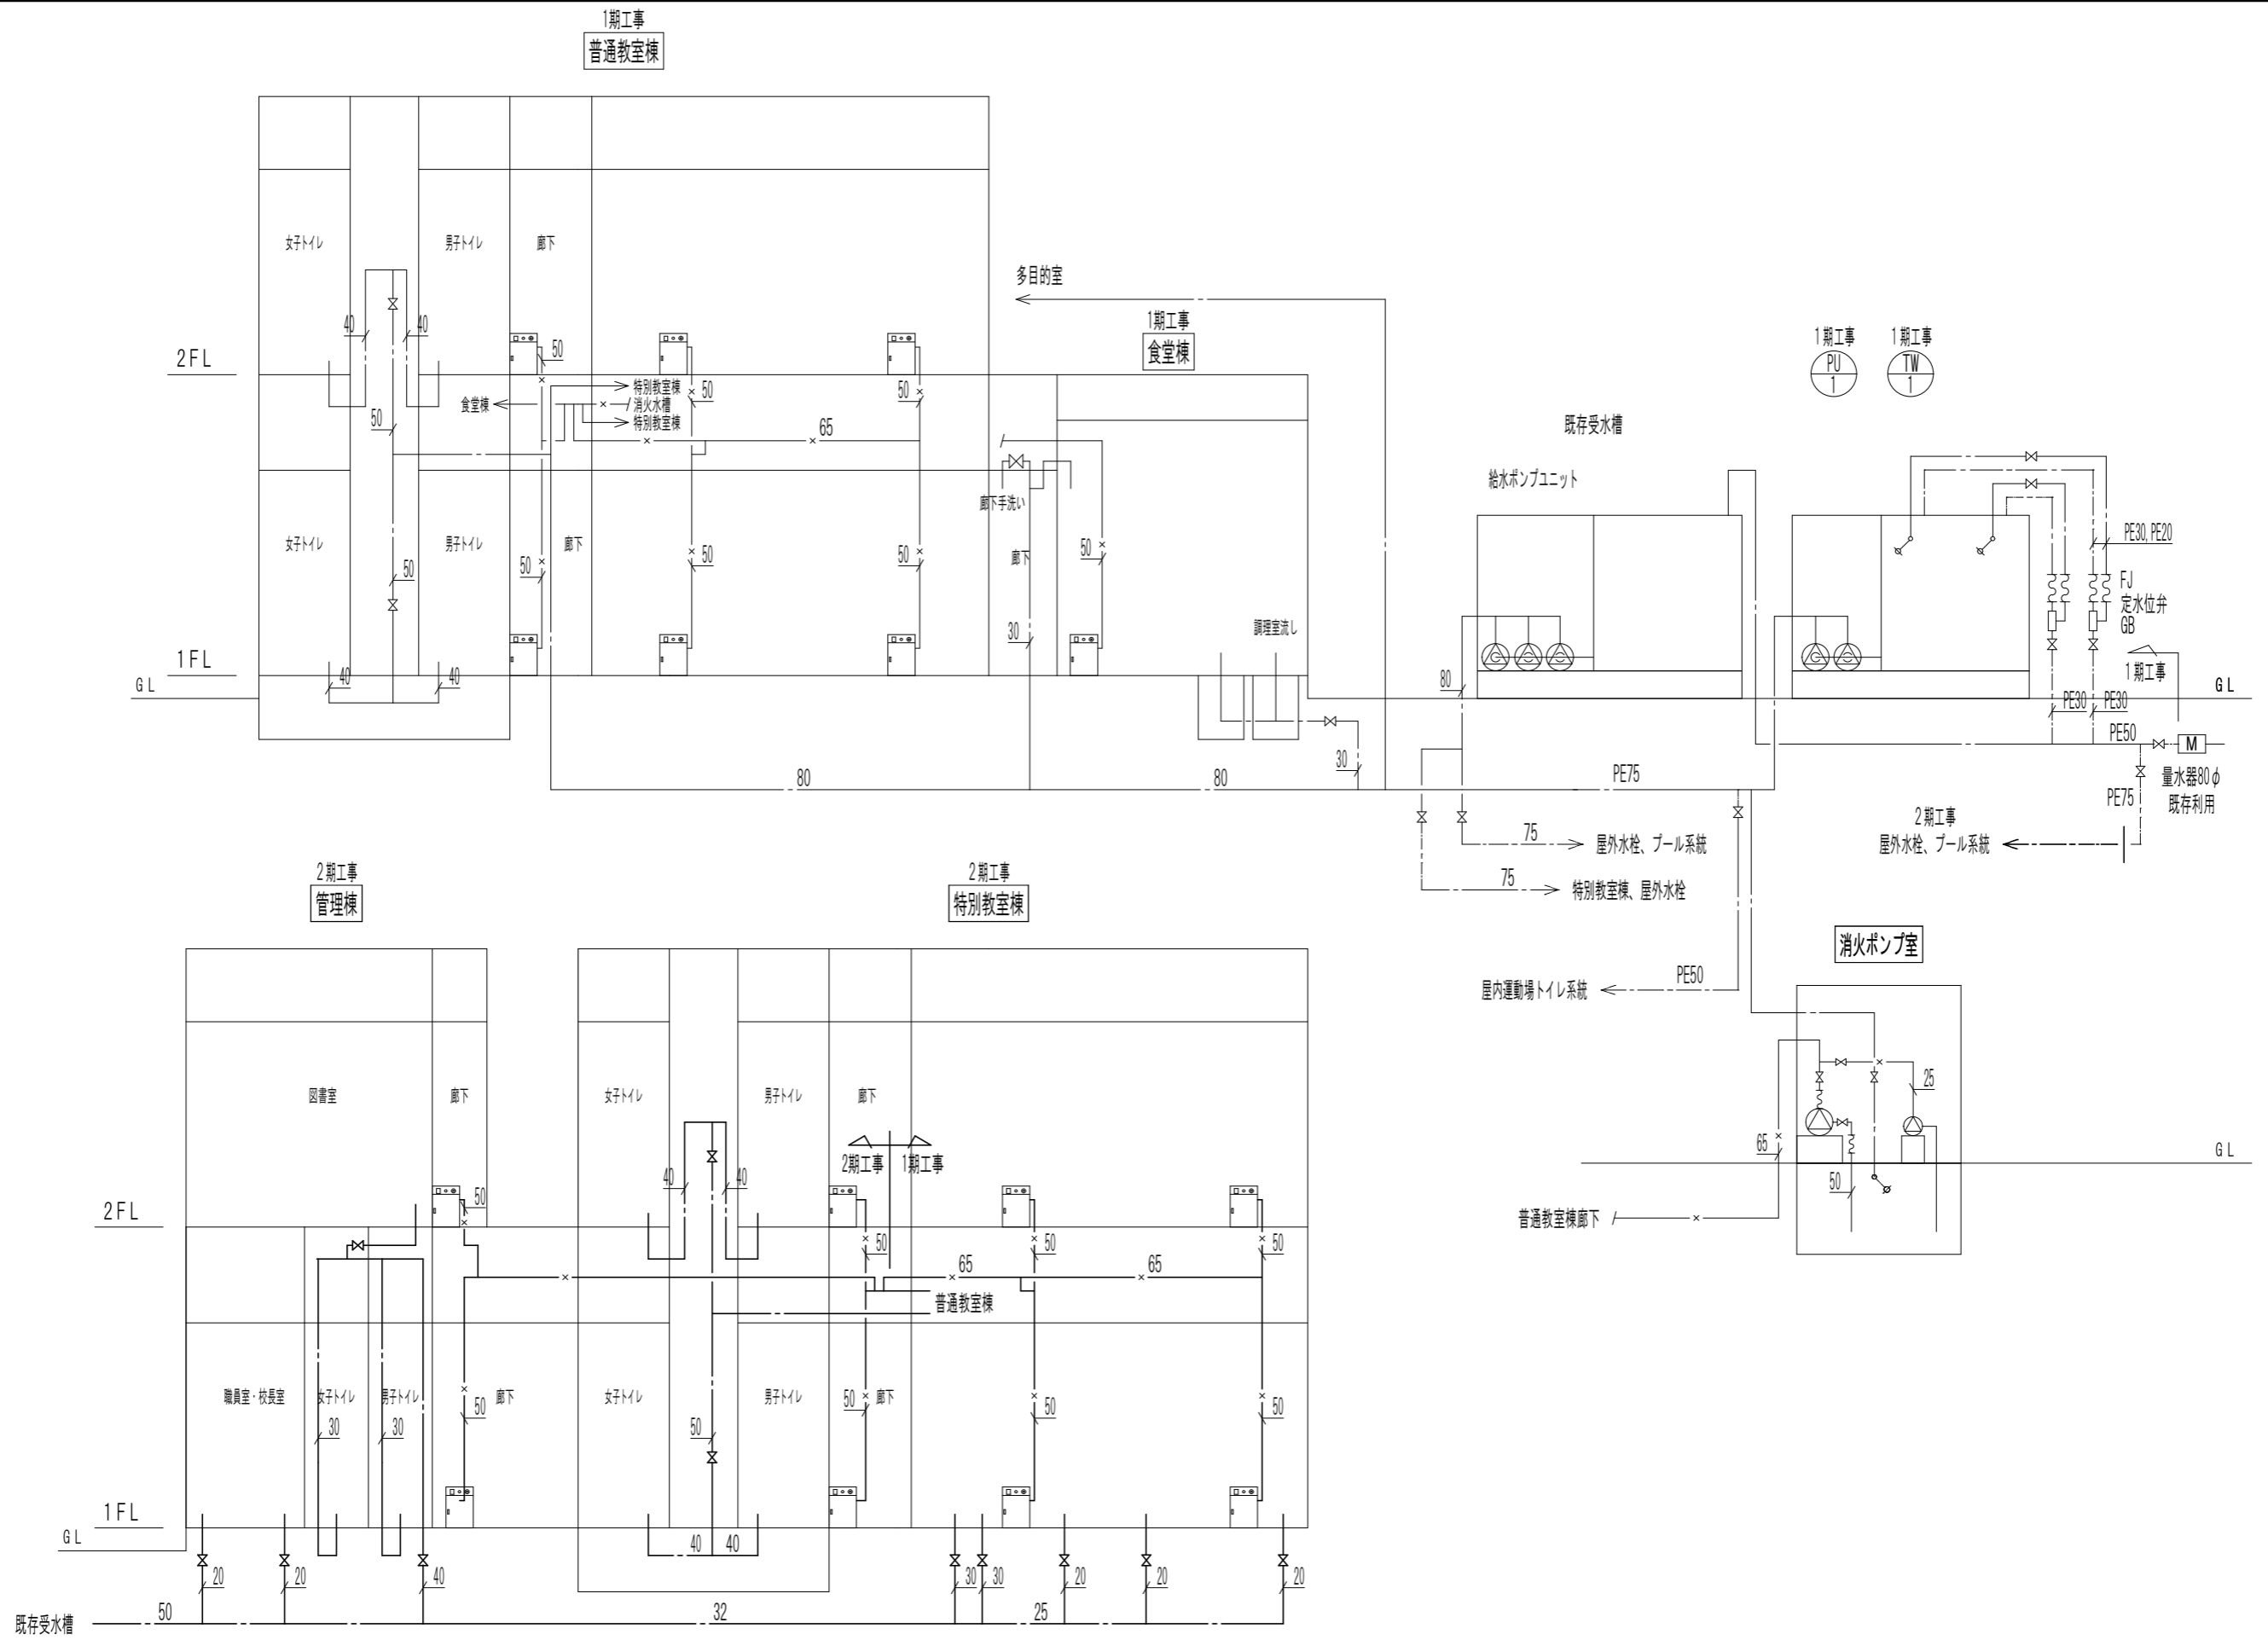 1期工事
普通教室棟
女子トイレ
男子トイレ
廊下
多目的室
1期工事
食堂棟
1期工事
PU
1
1期工事
TW
1
40
40
50
2FL
特別教室棟
消火水槽
特別教室棟
食堂棟
50
50
50
65
既存受水槽
給水ポンプユニット
廊下手洗い
女子トイレ
男子トイレ
廊下
廊下
50
50
50
50
50
PE30, PE20
FJ
定水位弁
GB
30
調理室流し
1FL
GL
40
40
80
1期工事
GL
PE30
PE30
PE50
M
量水器80φ
既存利用
30
80
80
PE75
PE75
2期工事
屋外水栓、プール系統
75
屋外水栓、プール系統
75
特別教室棟、屋外水栓
2期工事
管理棟
2期工事
特別教室棟
消火ポンプ室
PE50
屋内運動場トイレ系統
図書室
廊下
女子トイレ
男子トイレ
廊下
2期工事
1期工事
25
65
50
GL
普通教室棟廊下
40
40
50
2FL
50
50
50
65
65
普通教室棟
職員室・校長室
女子トイレ
男子トイレ
廊下
女子トイレ
男子トイレ
廊下
30
30
50
50
50
50
50
1FL
GL
40
40
20
20
40
30
30
20
20
20
既存受水槽
50
32
25